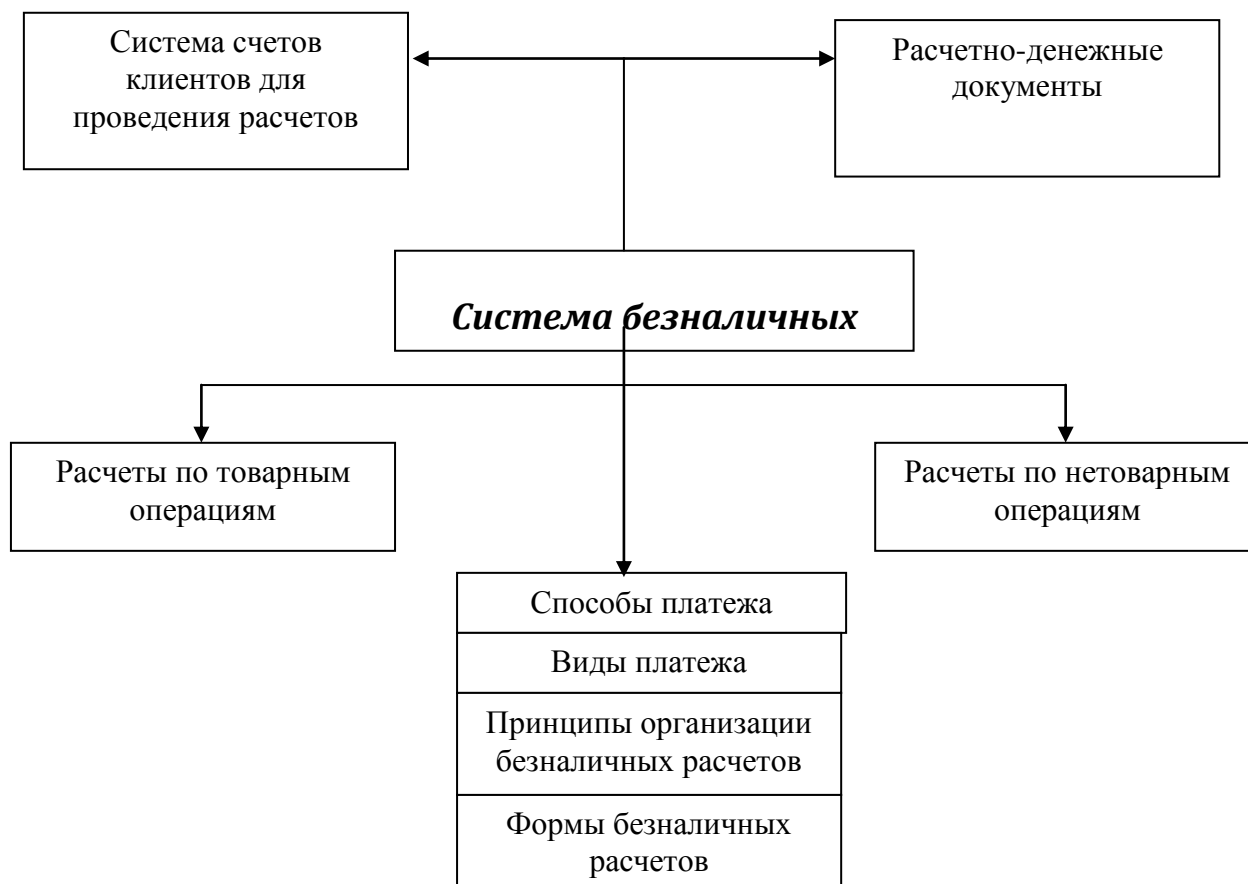 Система счетов
клиентов для
проведения расчетов
Расчетно-денежные
документы
Система безналичных
Расчеты по товарным
операциям
Расчеты по нетоварным
операциям
Способы платежа
Виды платежа
Принципы организации
безналичных расчетов
Формы безналичных
расчетов